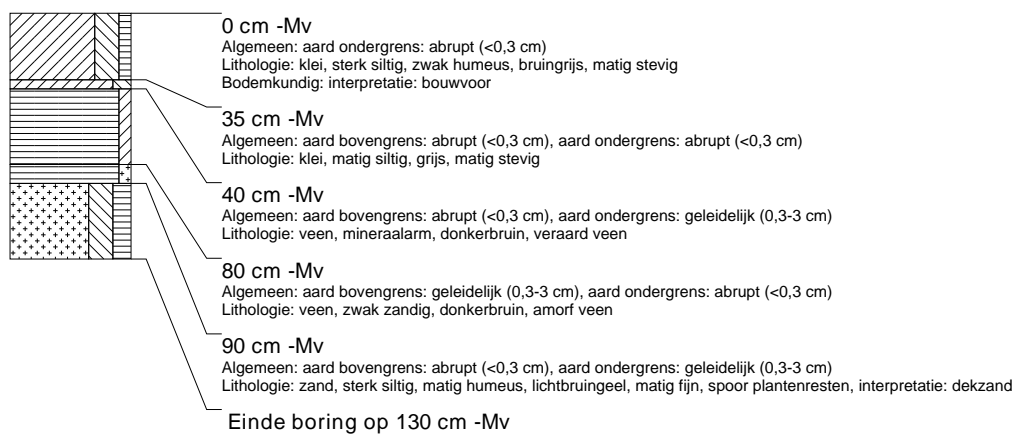 0 cm -Mv
Algemeen: aard ondergrens: abrupt (<0,3 cm)
Lithologie: klei, sterk siltig, zwak humeus, bruingrijs, matig stevig
Bodemkundig: interpretatie: bouwvoor
35 cm -Mv
Algemeen: aard bovengrens: abrupt (<0,3 cm), aard ondergrens: abrupt (<0,3 cm)
Lithologie: klei, matig siltig, grijs, matig stevig
40 cm -Mv
Algemeen: aard bovengrens: abrupt (<0,3 cm), aard ondergrens: geleidelijk (0,3-3 cm)
Lithologie: veen, mineraalarm, donkerbruin, veraard veen
80 cm -Mv
Algemeen: aard bovengrens: geleidelijk (0,3-3 cm), aard ondergrens: abrupt (<0,3 cm)
Lithologie: veen, zwak zandig, donkerbruin, amorf veen
90 cm -Mv
Algemeen: aard bovengrens: abrupt (<0,3 cm), aard ondergrens: geleidelijk (0,3-3 cm)
Lithologie: zand, sterk siltig, matig humeus, lichtbruingeel, matig fijn, spoor plantenresten, interpretatie: dekzand
Einde boring op 130 cm -Mv